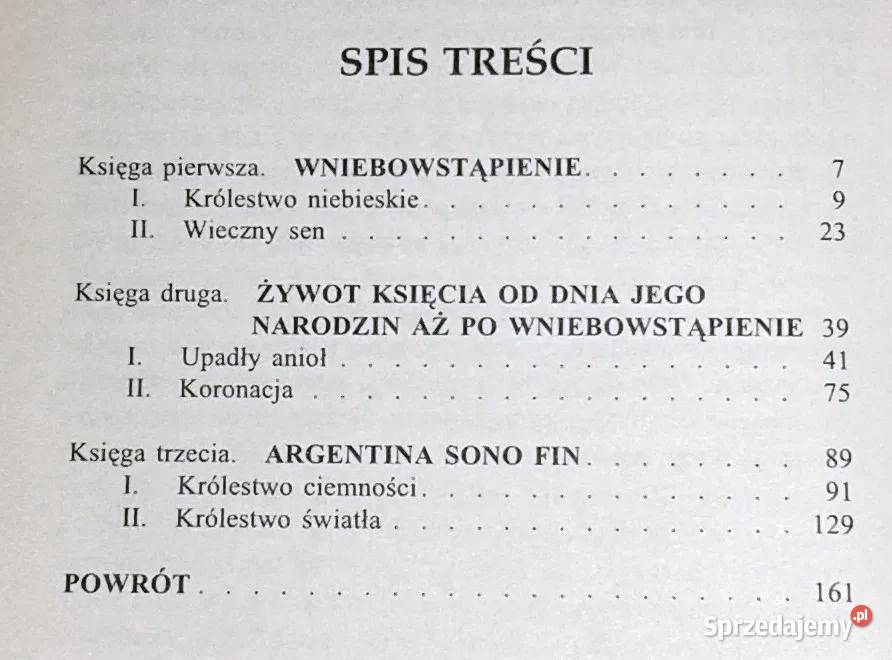 SPIS TREŚCI
Księga pierwsza. WNIEBOWSTĄPIENIE. . . . . . . . 7
I. Królestwo niebieskie . . . . . . . . . . . . . 9
II. Wieczny sen . . . . . . . . . . . . . . . . 23
Księga druga. ŻYWOT KSIĘCIA OD DNIA JEGO
NARODZIN AŻ PO WNIEBOWSTĄPIENIE 39
I. Upadły anioł . . . . . . . . . . . . . . . . 41
II. Koronacja . . . . . . . . . . . . . . . . . 75
Księga trzecia. ARGENTINA SONO FIN. . . . . . . . 89
I. Królestwo ciemności. . . . . . . . . . . . . 91
II. Królestwo światła . . . . . . . . . . . . . 129
POWRÓT . . . . . . . . . . . . . . . . . . . 161
Sprzedajemy.pl